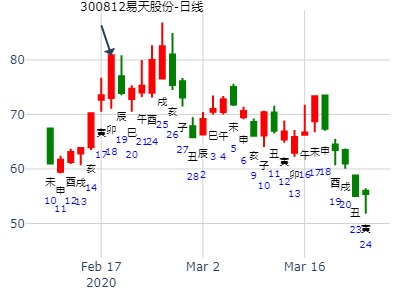 300812易天股份-日线
80
70
60
50
未
10
申
11
酉
12
戌
13
亥
14
寅
17
卯
18
辰
19
巳
20
午
21
酉
24
戌
25
亥
26
子
27
丑
28
辰
2
巳
3
午
4
未
5
申
6
亥
9
子
10
丑
11
寅
12
卯
13
午
16
未
17
申
18
酉
19
戌
20
丑
23
寅
24
Feb 17
2020
Mar 2
Mar 16